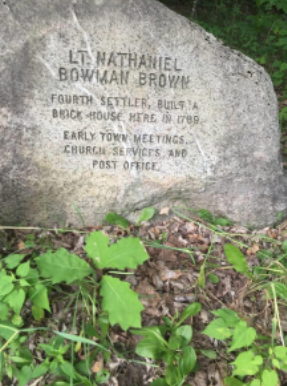 LT. NATHANIEL
BOWMAN BROWN
FOURTH SETTLER, BUILT A
BRICK HOUSE HERE IN 1789.
EARLY TOWN MEETINGS,
CHURCH SERVICES AND
POST OFFICE.